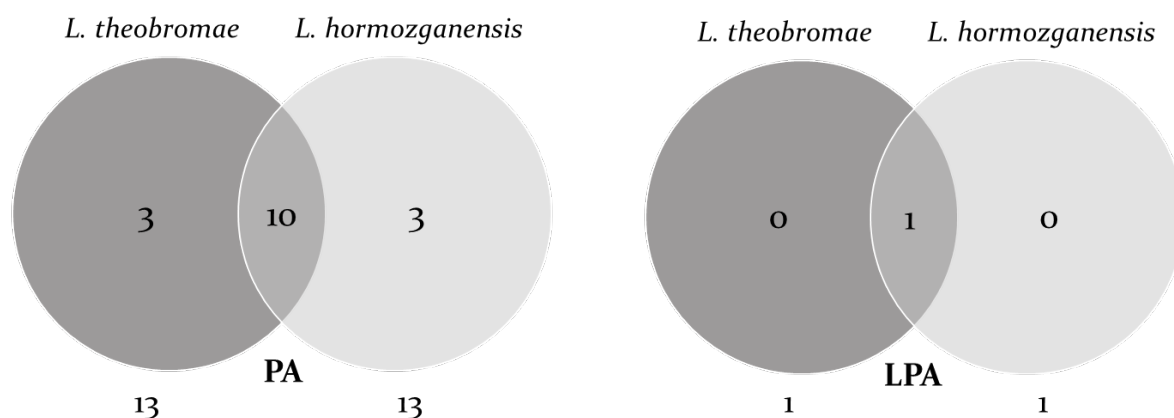 L. theobromae L. hormozganensis
3 10 3
PA
13 13
L. theobromae L. hormozganensis
0 1 0
LPA
1 1